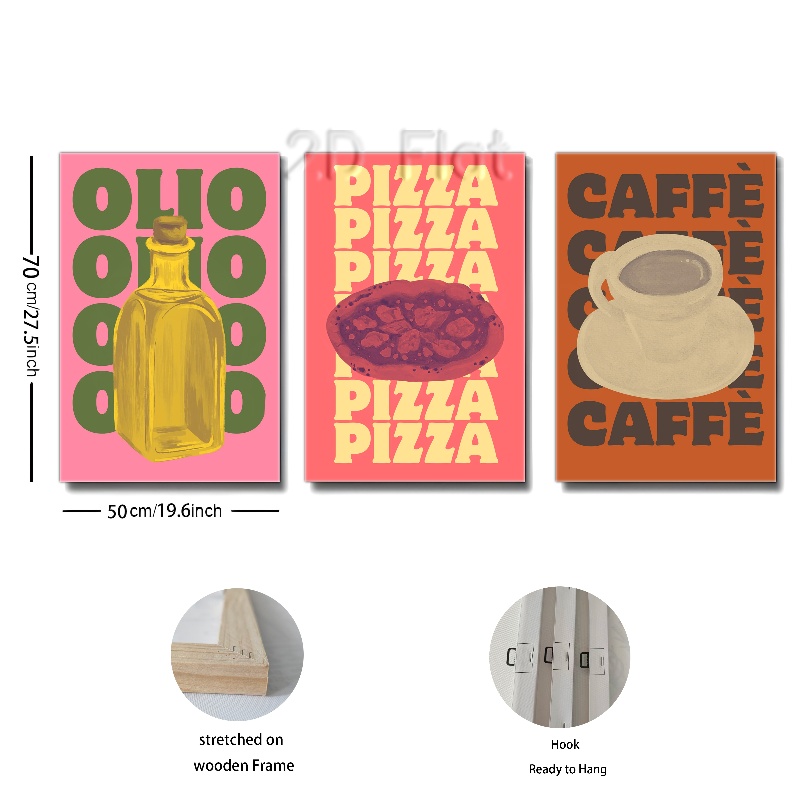 2D Flat
OLIO
OLIO
OLIO
OLIO
PIZZA
PIZZA
PIZZA
PIZZA
PIZZA
PIZZA
CAFFÈ
CAFFÈ
CAFFÈ
CAFFÈ
CAFFÈ
70 cm/27.5inch
50 cm/19.6inch
stretched on
wooden Frame
Hook
Ready to Hang